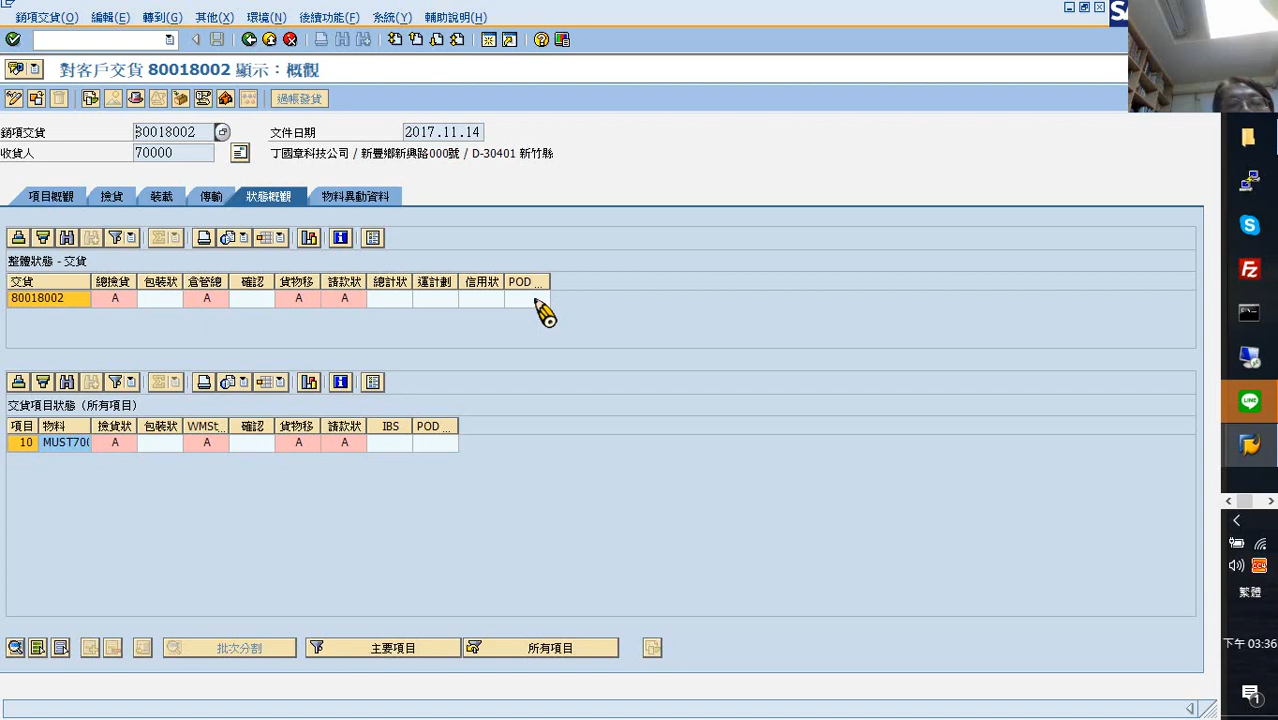 銷項交貨(O) 編輯(E) 轉到(G) 其他(X) 環境(N) 後續功能(F) 系統(Y) 輔助說明(H)
對客戶交貨 80018002 顯示：概觀
過帳發貨
銷項交貨 80018002 文件日期 2017.11.14
收貨人 70000 丁國章科技公司 / 新豐鄉新興路000號 / D-30401 新竹縣
項目概觀 撿貨 裝載 傳輸 狀態概觀 物料異動資料
整體狀態 - 交貨
交貨 總撿貨 包裝狀 倉管總 確認 貨物移 請款狀 總計狀 運計劃 信用狀 POD ...
80018002 A A A A
交貨項目狀態 (所有項目)
項目 物料 撿貨狀 包裝狀 WMSt.. 確認 貨物移 請款狀 IBS POD ...
10 MUST70( A A A A
批次分割 主要項目 所有項目
LINE
繁體
下午 03:36
1